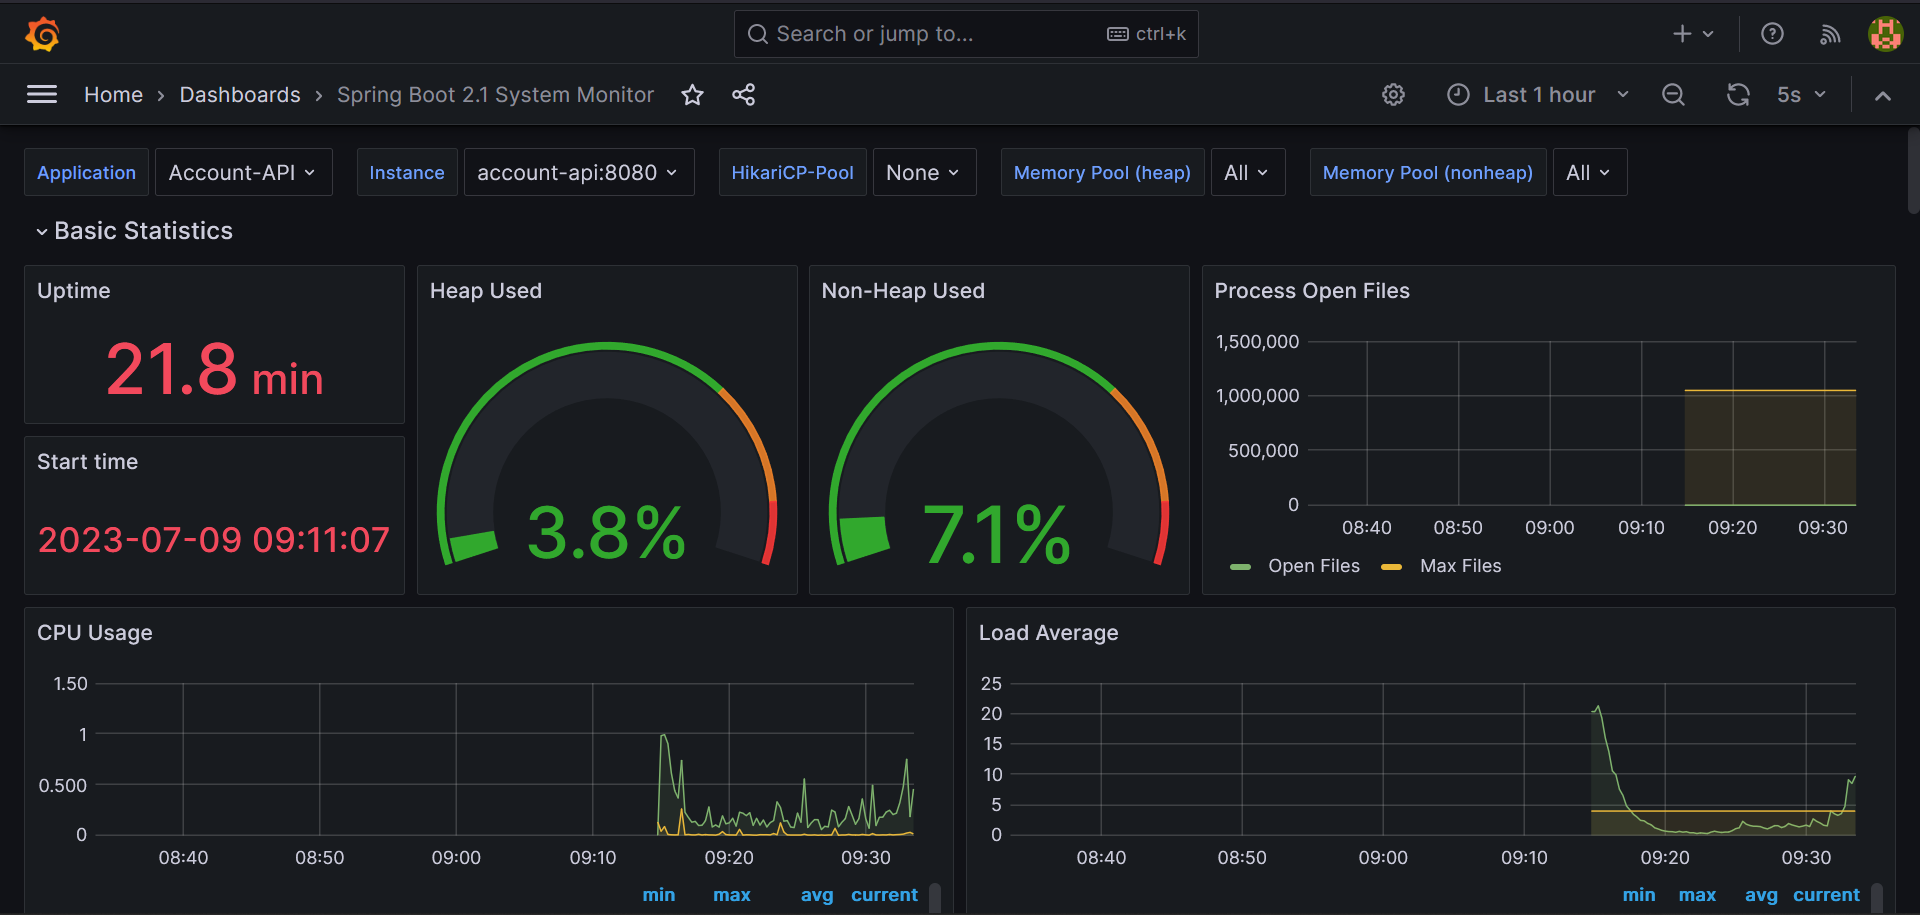 Search or jump to... ctrl+k
Home › Dashboards › Spring Boot 2.1 System Monitor Last 1 hour 5s
Application Account-API Instance account-api:8080 HikariCP-Pool None Memory Pool (heap) All Memory Pool (nonheap) All
Basic Statistics
Uptime
21.8 min
Start time
2023-07-09 09:11:07
Heap Used
3.8%
Non-Heap Used
7.1%
Process Open Files
1,500,000
1,000,000
500,000
0
08:40 08:50 09:00 09:10 09:20 09:30
Open Files Max Files
CPU Usage
1.50
1
0.500
0
08:40 08:50 09:00 09:10 09:20 09:30
min max avg current
Load Average
25
20
15
10
5
0
08:40 08:50 09:00 09:10 09:20 09:30
min max avg current